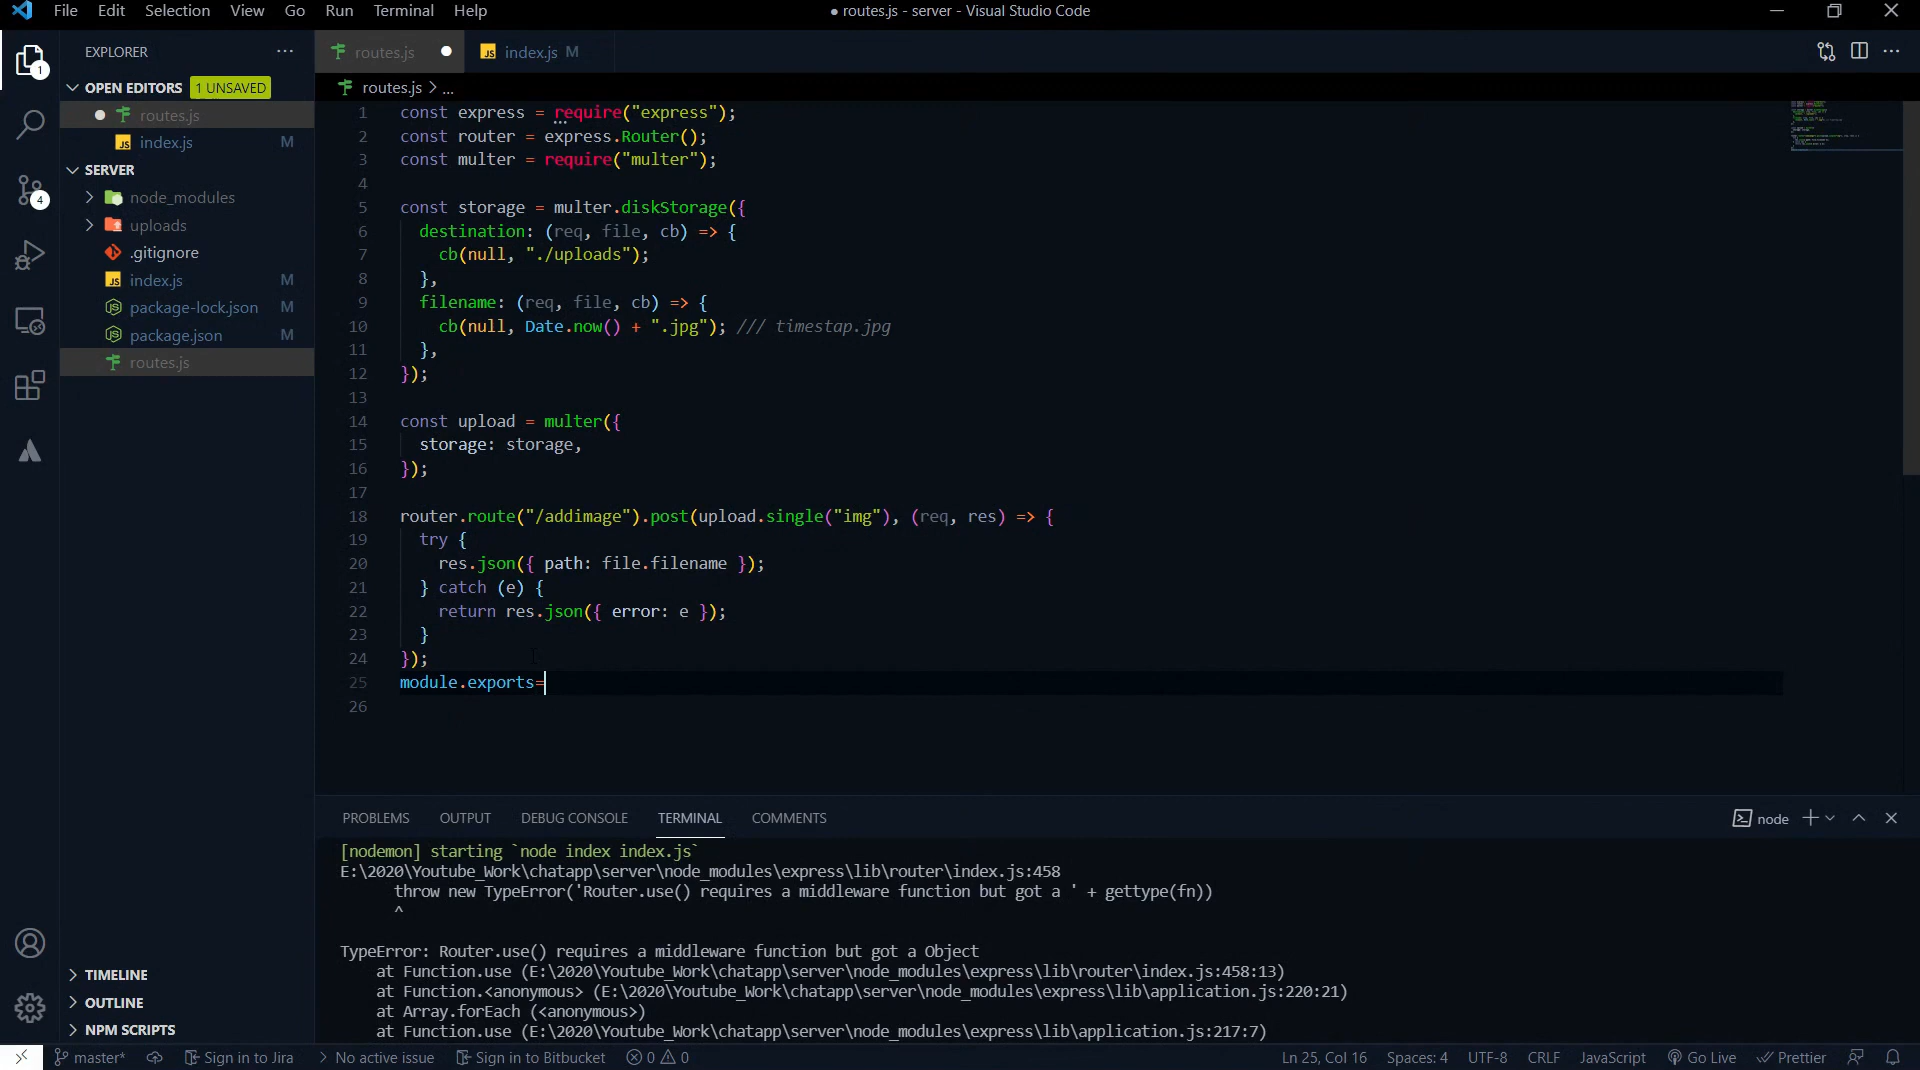 File Edit Selection View Go Run Terminal Help
● routes.js - server - Visual Studio Code
EXPLORER
OPEN EDITORS 1 UNSAVED
routes.js
index.js M
SERVER
node_modules
uploads
.gitignore
index.js M
package-lock.json M
package.json M
routes.js
TIMELINE
OUTLINE
NPM SCRIPTS
1
4
routes.js
index.js M
routes.js > ...
1 const express = require("express");
2 const router = express.Router();
3 const multer = require("multer");
4
5 const storage = multer.diskStorage({
6 destination: (req, file, cb) => {
7 cb(null, "./uploads");
8 },
9 filename: (req, file, cb) => {
10 cb(null, Date.now() + ".jpg"); /// timestap.jpg
11 },
12 });
13
14 const upload = multer({
15 storage: storage,
16 });
17
18 router.route("/addimage").post(upload.single("img"), (req, res) => {
19 try {
20 res.json({ path: file.filename });
21 } catch (e) {
22 return res.json({ error: e });
23 }
24 });
25 module.exports=
26
PROBLEMS OUTPUT DEBUG CONSOLE TERMINAL COMMENTS
node
[nodemon] starting `node index index.js`
E:\2020\Youtube_Work\chatapp\server\node_modules\express\lib\router\index.js:458
throw new TypeError('Router.use() requires a middleware function but got a ' + gettype(fn))
^
TypeError: Router.use() requires a middleware function but got a Object
at Function.use (E:\2020\Youtube_Work\chatapp\server\node_modules\express\lib\router\index.js:458:13)
at Function.<anonymous> (E:\2020\Youtube_Work\chatapp\server\node_modules\express\lib\application.js:220:21)
at Array.forEach (<anonymous>)
at Function.use (E:\2020\Youtube_Work\chatapp\server\node_modules\express\lib\application.js:217:7)
master* Sign in to Jira No active issue Sign in to Bitbucket 0 0 Ln 25, Col 16 Spaces: 4 UTF-8 CRLF JavaScript Go Live Prettier